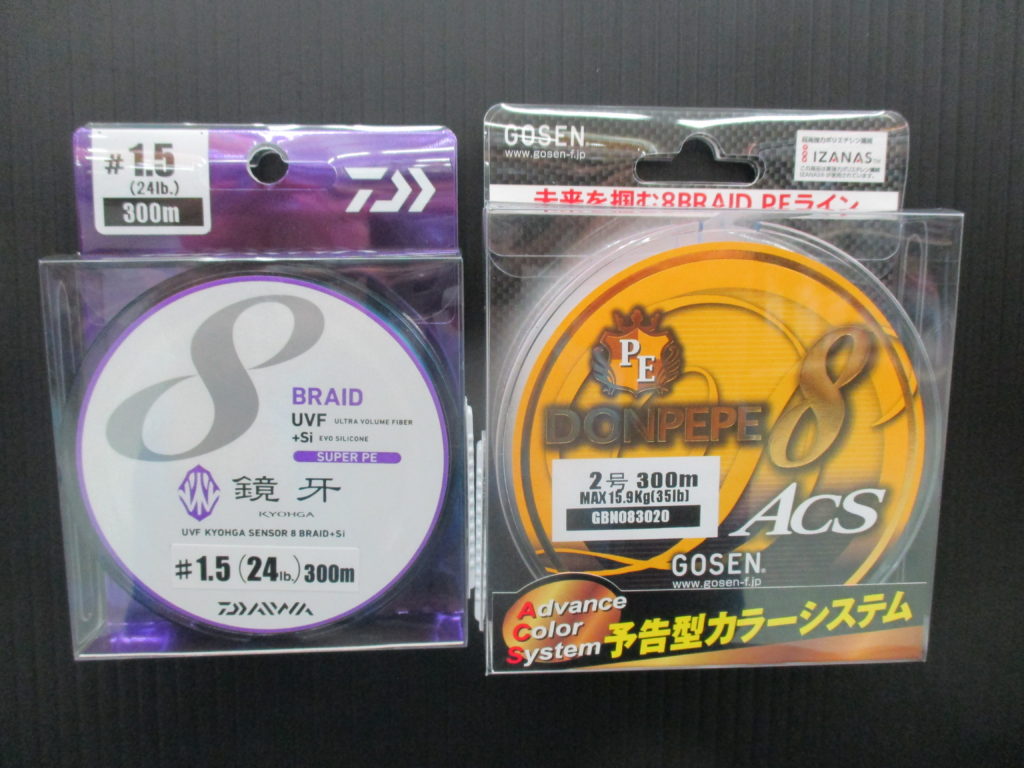 #1.5
(24lb.)
300m
8
BRAID
UVF ULTRA VOLUME FIBER
+Si EVO SILICONE
SUPER PE
鏡牙
KYOHGA
UVF KYOHGA SENSOR 8 BRAID+Si
#1.5 (24lb.) 300m
DAIWA
GOSEN
www.gosen-f.jp
IZANAS™
未来を掴む8BRAID PEライン
PE
DONPEPE 8
2号 300m
MAX 15.9Kg(35lb)
GBN083020
ACS
GOSEN®
www.gosen-f.jp
Advance
Color
System
予告型カラーシステム